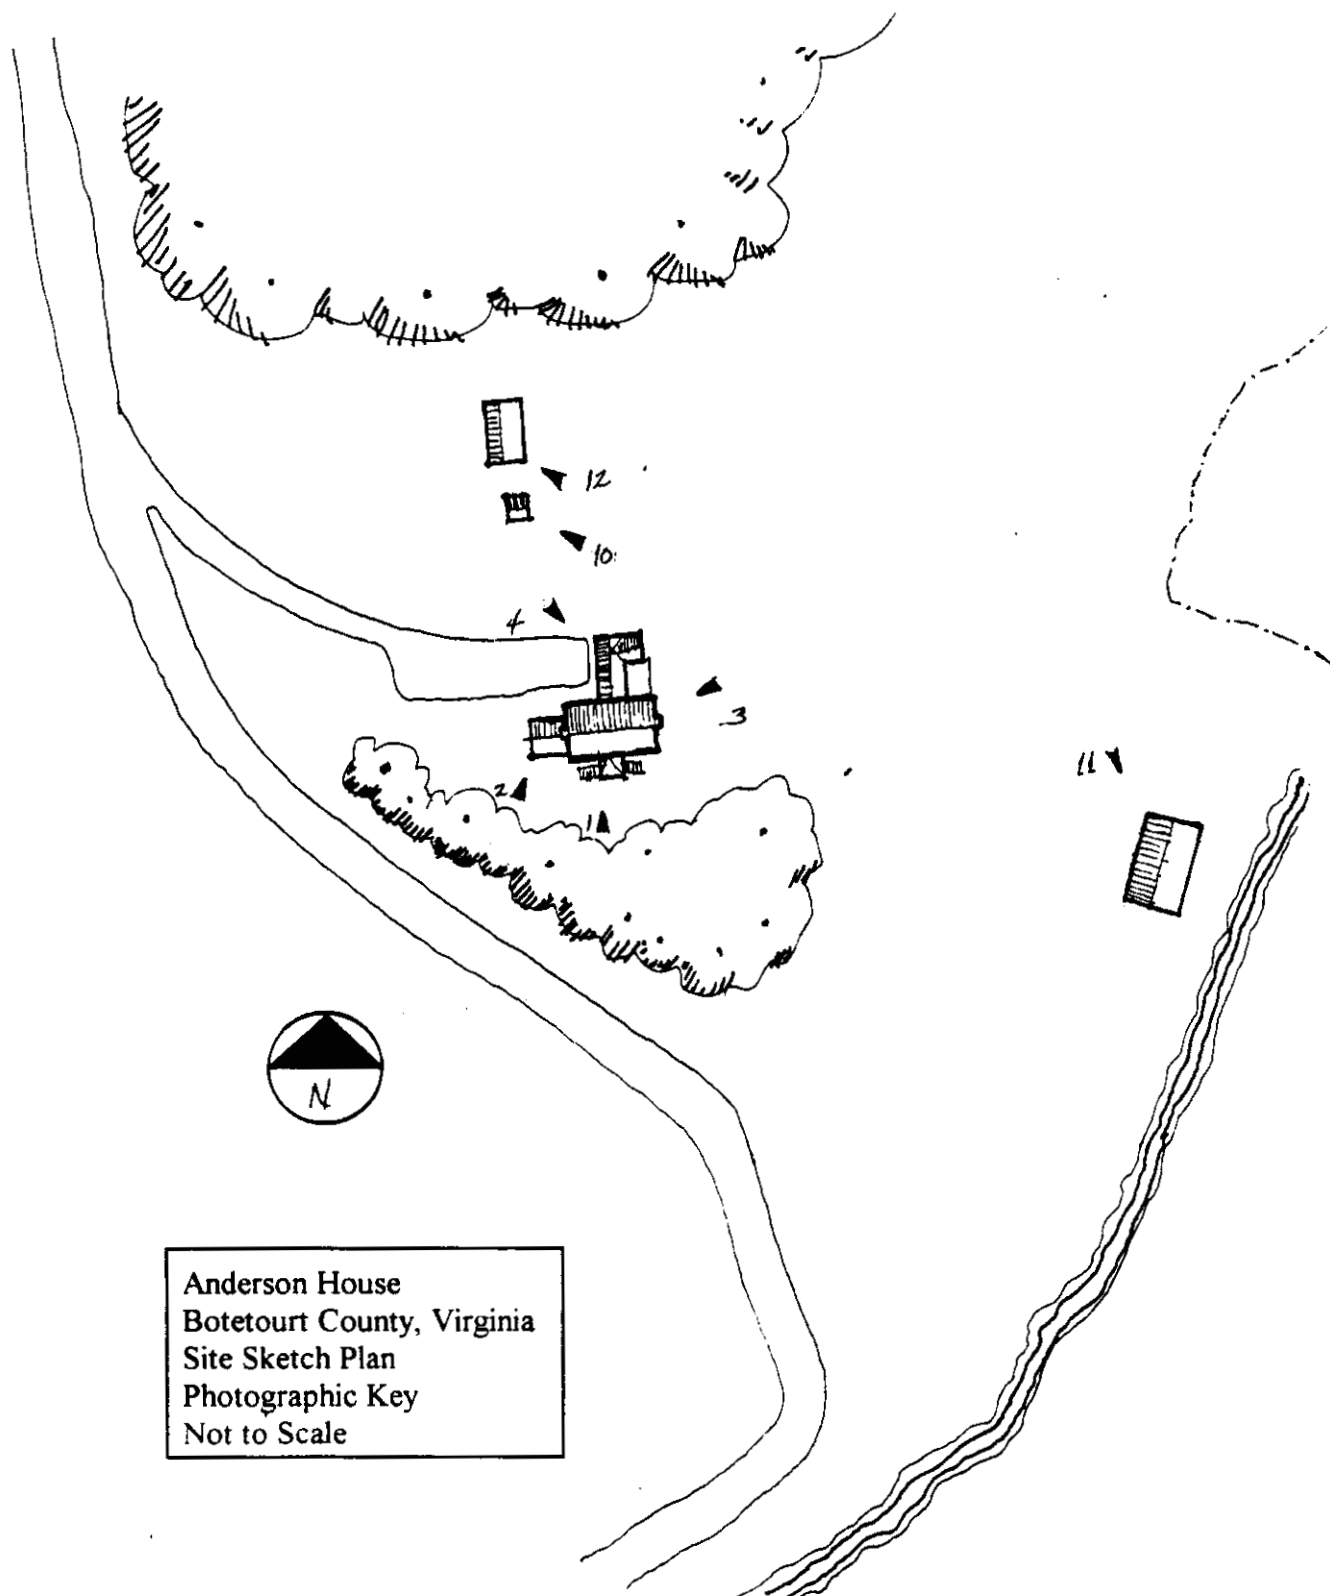 12
10
4
3
11
2
1
N
Anderson House
Botetourt County, Virginia
Site Sketch Plan
Photographic Key
Not to Scale